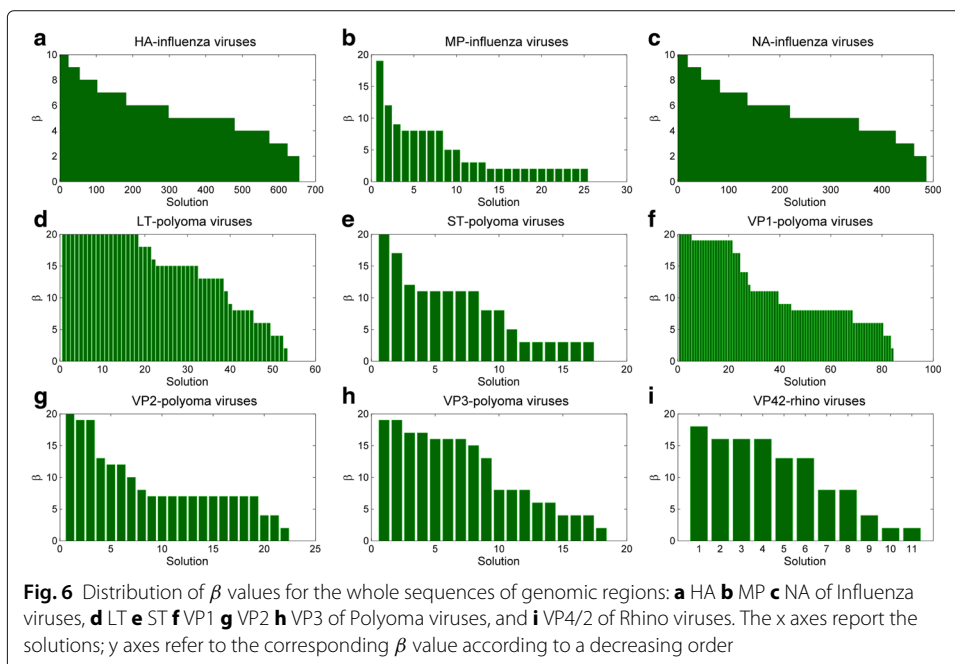 a
HA-influenza viruses
β
10
8
6
4
2
0
0 100 200 300 400 500 600 700
Solution
b
MP-influenza viruses
20
15
10
5
0
0 5 10 15 20 25 30
Solution
c
NA-influenza viruses
β
10
8
6
4
2
0
0 100 200 300 400 500
Solution
d
LT-polyoma viruses
β
20
15
10
5
0
0 10 20 30 40 50 60
Solution
e
ST-polyoma viruses
β
20
15
10
5
0
0 5 10 15 20
Solution
f
VP1-polyoma viruses
β
20
15
10
5
0
0 20 40 60 80 100
Solution
g
VP2-polyoma viruses
β
20
15
10
5
0
0 5 10 15 20 25
Solution
h
VP3-polyoma viruses
β
20
15
10
5
0
0 5 10 15 20
Solution
i
VP42-rhino viruses
β
20
15
10
5
0
1 2 3 4 5 6 7 8 9 10 11
Solution
Fig. 6 Distribution of β values for the whole sequences of genomic regions: a HA b MP c NA of Influenza
viruses, d LT e ST f VP1 g VP2 h VP3 of Polyoma viruses, and i VP4/2 of Rhino viruses. The x axes report the
solutions; y axes refer to the corresponding β value according to a decreasing order